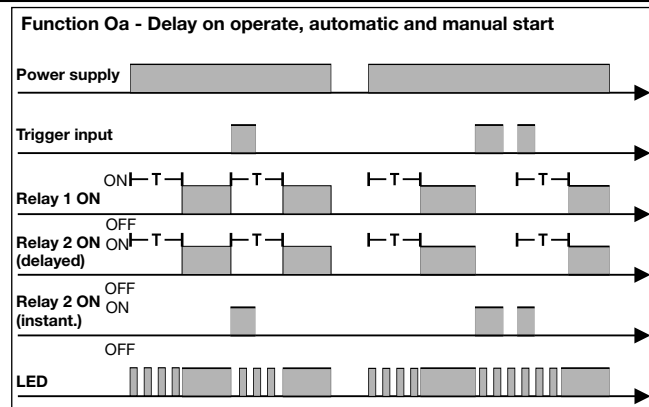 Function Oa - Delay on operate, automatic and manual start
Power supply
Trigger input
ON T T T T
Relay 1 ON
OFF
Relay 2 ON ON T T T T
(delayed)
OFF
Relay 2 ON ON
(instant.)
OFF
LED